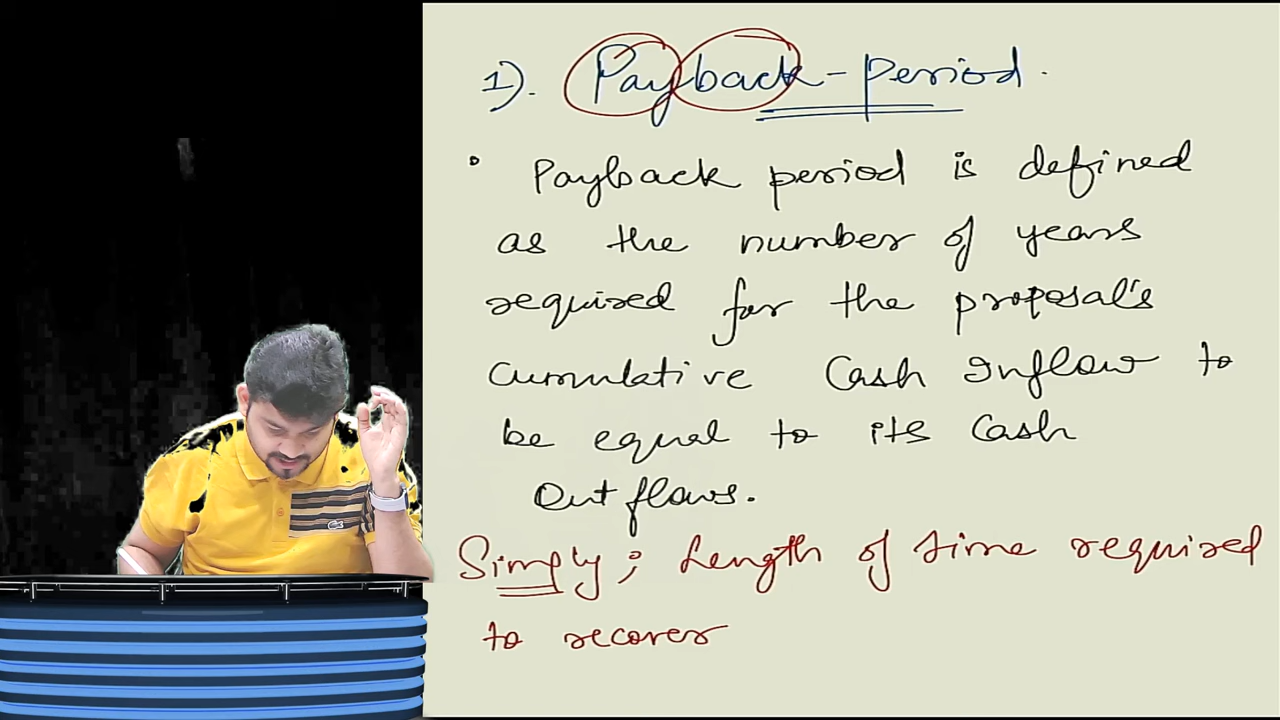 1). Payback-period.
• Payback period is defined
as the number of years
required for the proposal's
cumulative Cash Inflow to
be equal to its Cash
Outflows.
Simply; Length of time required
to recover